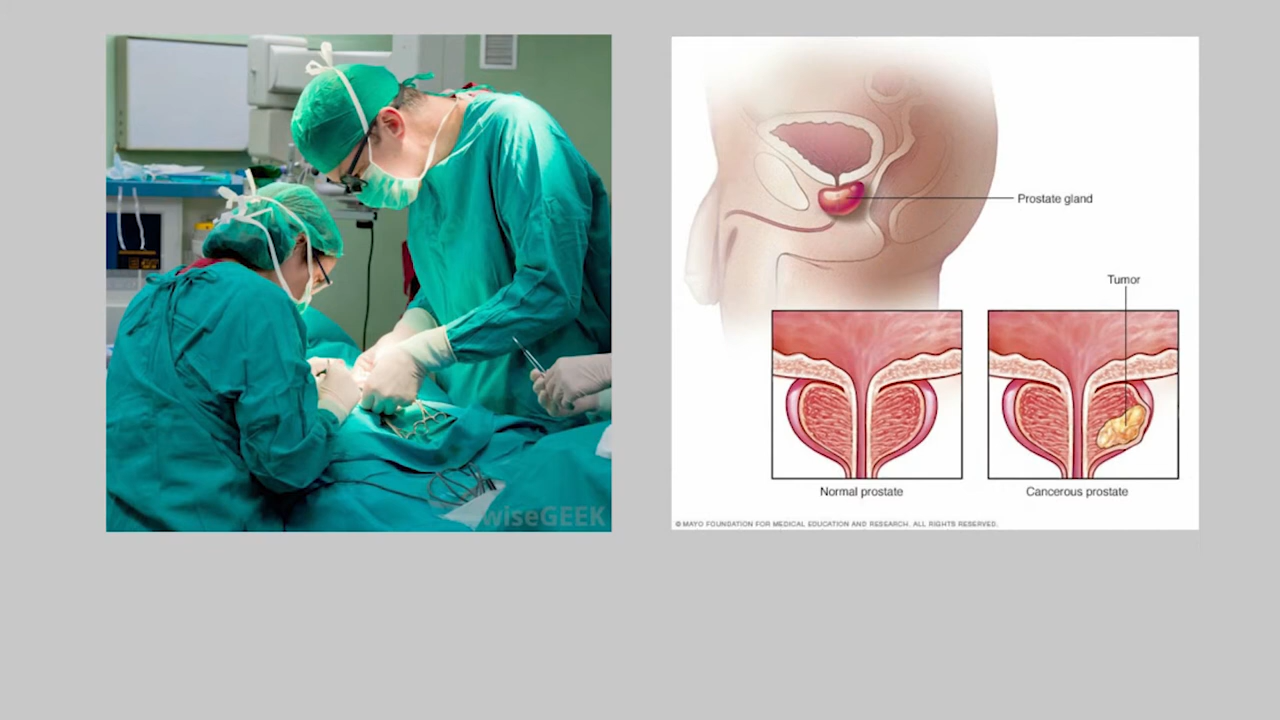 wiseGEEK
Prostate gland
Tumor
Normal prostate
Cancerous prostate
© MAYO FOUNDATION FOR MEDICAL EDUCATION AND RESEARCH. ALL RIGHTS RESERVED.